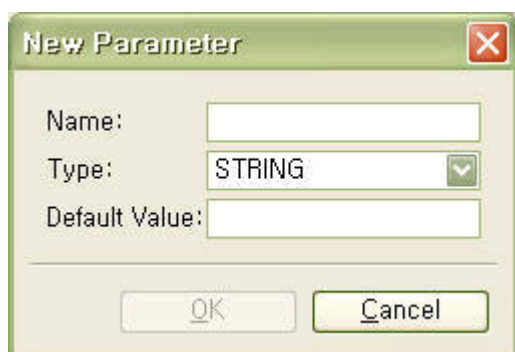 New Parameter
Name:
Type: STRING
Default Value:
OK Cancel